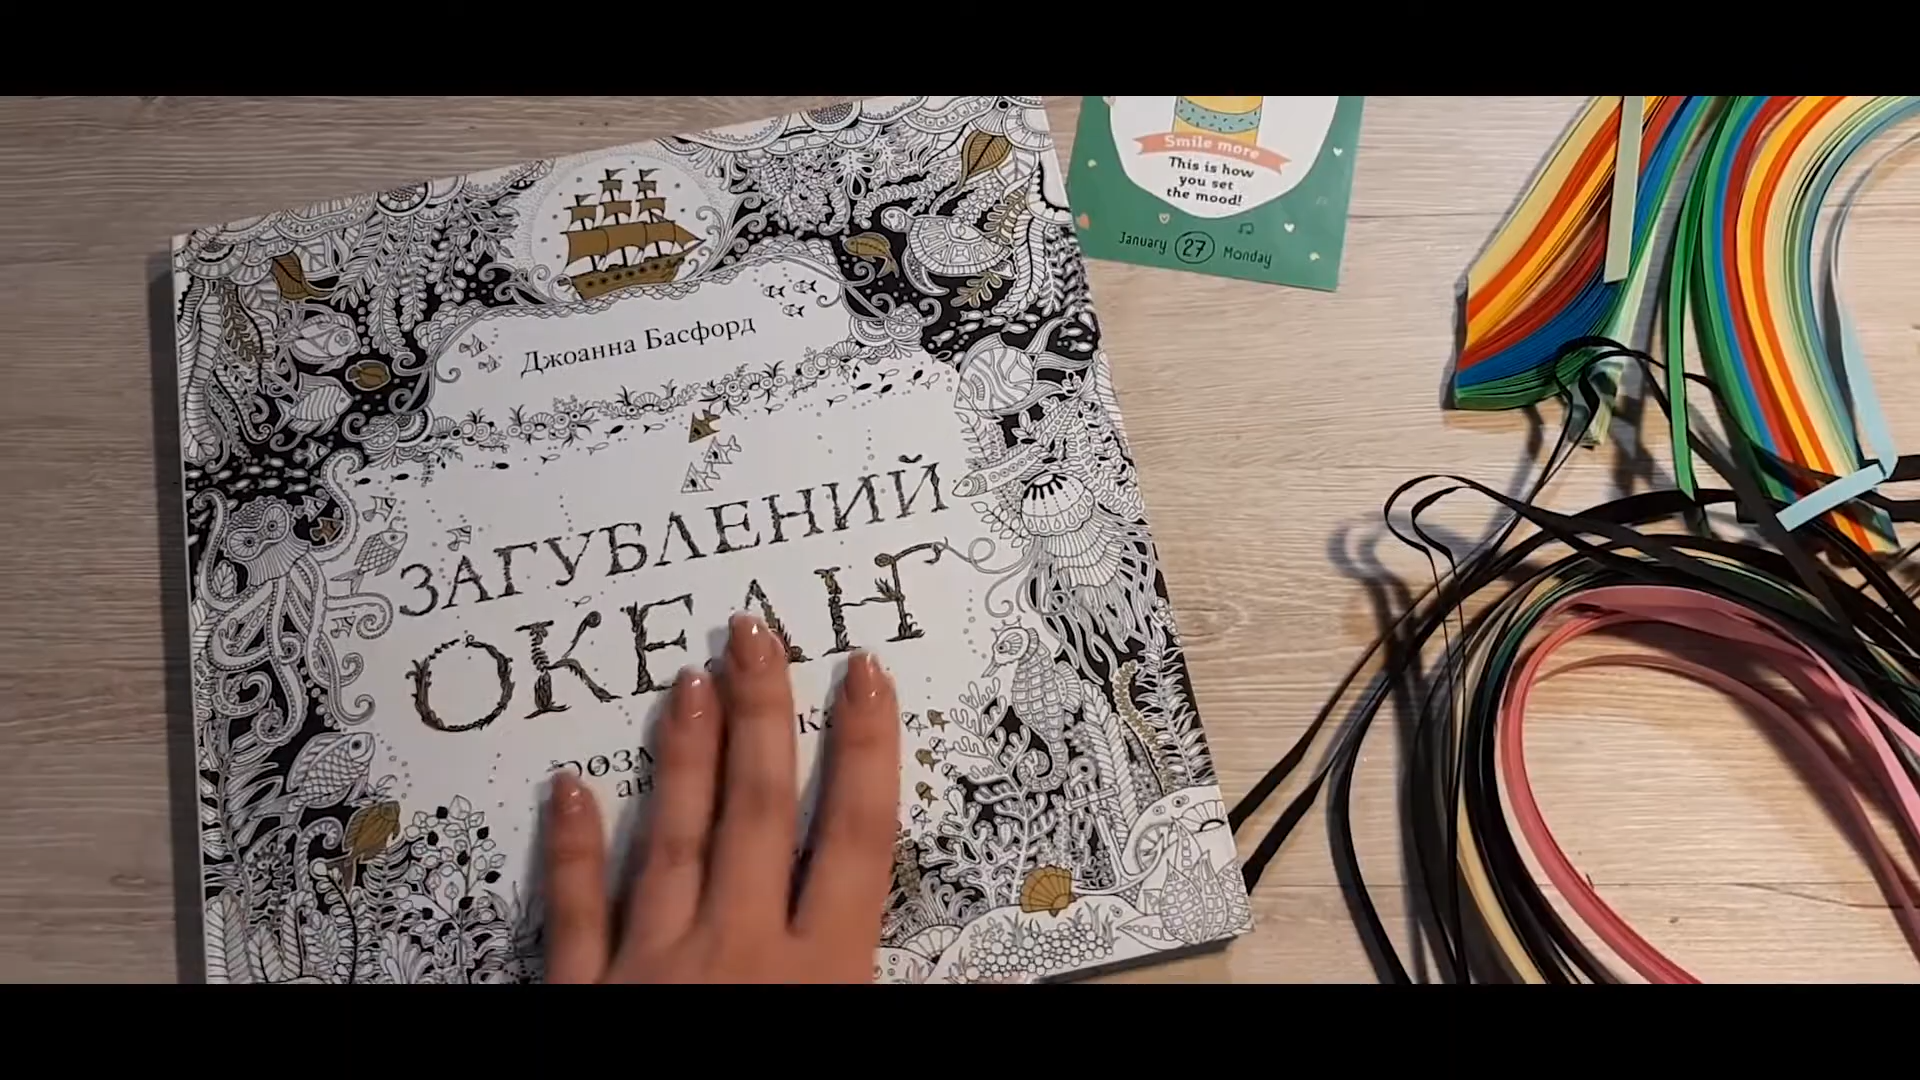 Джоанна Басфорд
ЗАГУБЛЕНИЙ
ОКЕАН
Smile more
This is how
you set
the mood!
January 27 Monday